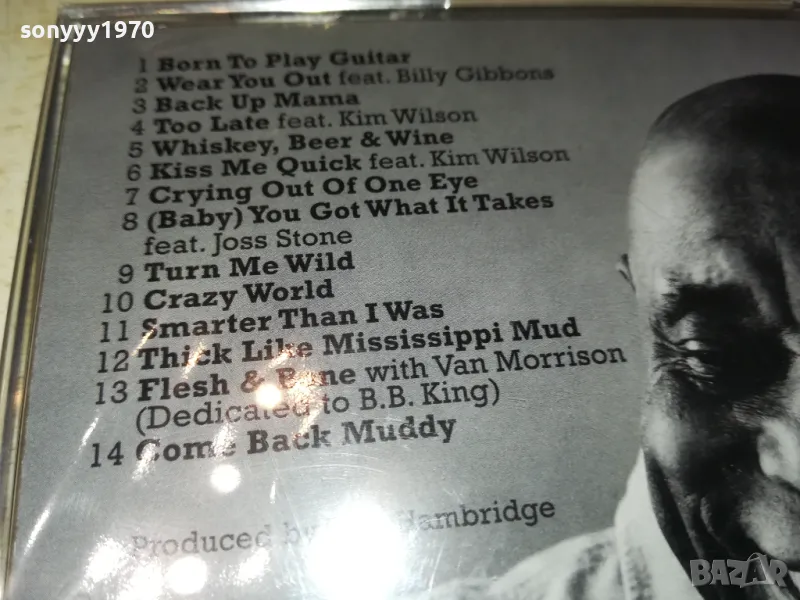 sonyyy1970
1 Born To Play Guitar
2 Wear You Out feat. Billy Gibbons
3 Back Up Mama
4 Too Late feat. Kim Wilson
5 Whiskey, Beer & Wine
6 Kiss Me Quick feat. Kim Wilson
7 Crying Out Of One Eye
8 (Baby) You Got What It Takes
feat. Joss Stone
9 Turn Me Wild
10 Crazy World
11 Smarter Than I Was
12 Thick Like Mississippi Mud
13 Flesh & Bone with Van Morrison
(Dedicated to B.B. King)
14 Come Back Muddy
Produced by Hambridge
BAZAR